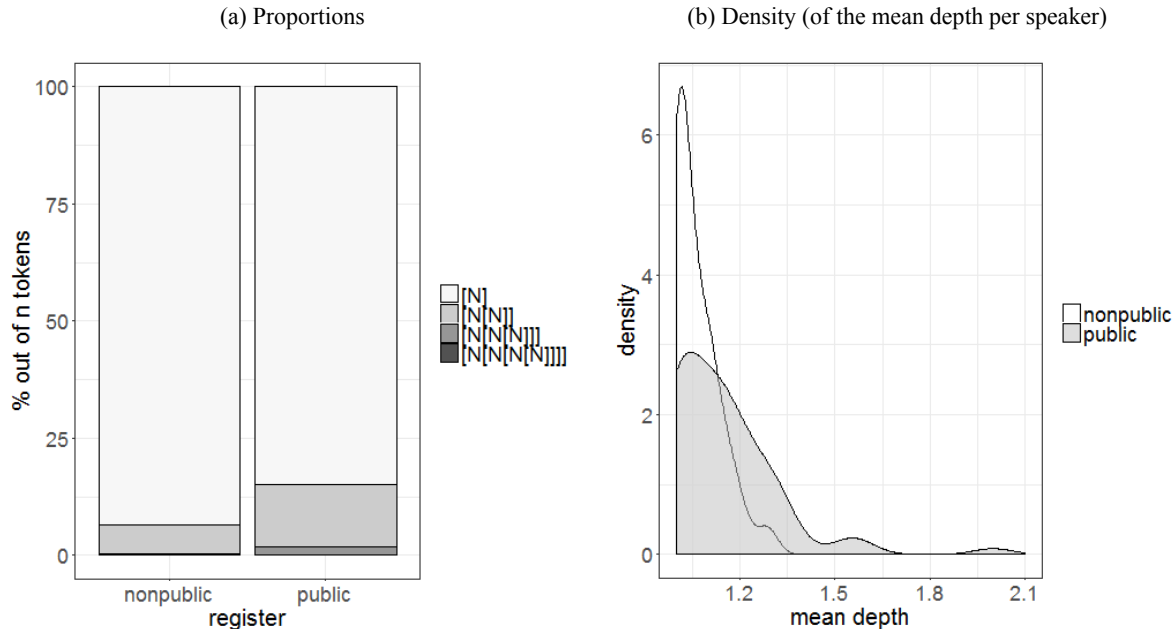 (a) Proportions
100
75
50
25
0
% out of n tokens
nonpublic
public
register
[N]
[N[N]]
[N[N[N]]]
[N[N[N[N]]]]
(b) Density (of the mean depth per speaker)
6
4
2
0
density
1.2
1.5
1.8
2.1
mean depth
nonpublic
public